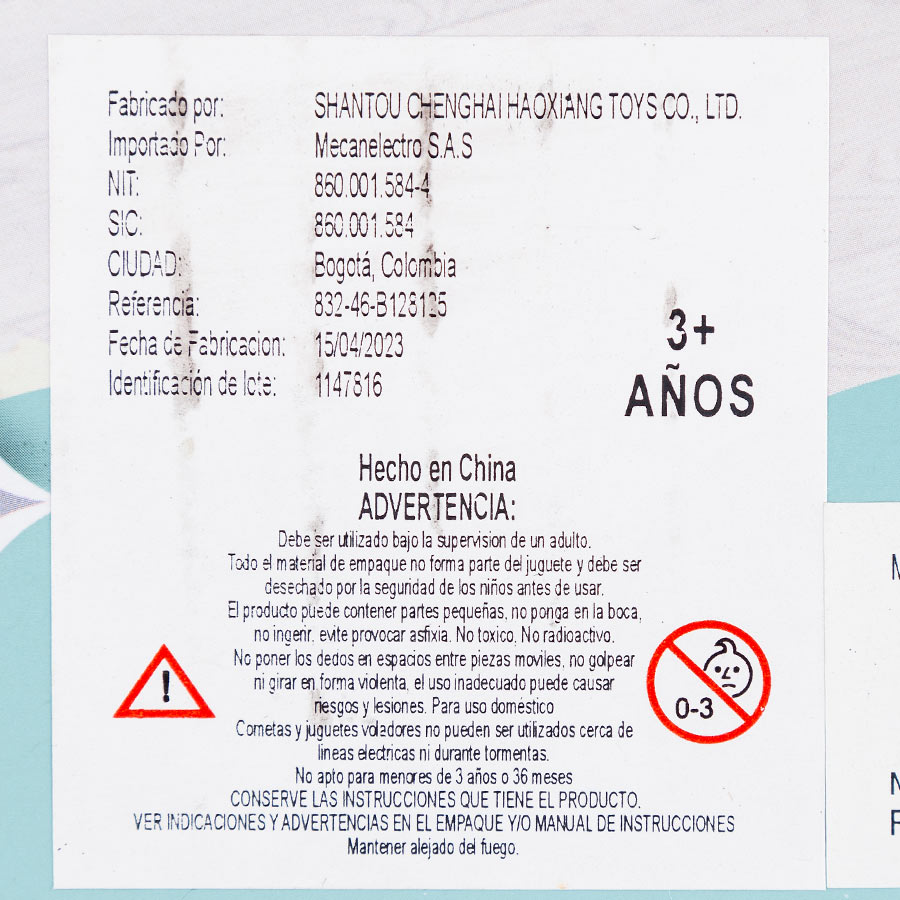 Fabricado por: SHANTOU CHENGHAI HAOXIANG TOYS CO., LTD.
Importado Por: Mecanelectro S.A.S
NIT: 860.001.584-4
SIC: 860.001.584
CIUDAD: Bogotá, Colombia
Referencia: 832-46-B128125
Fecha de Fabricacion: 15/04/2023
Identificación de lote: 1147816
3+
AÑOS
Hecho en China
ADVERTENCIA:
Debe ser utilizado bajo la supervision de un adulto.
Todo el material de empaque no forma parte del juguete y debe ser
desechado por la seguridad de los niños antes de usar.
El producto puede contener partes pequeñas, no ponga en la boca,
no ingerir, evite provocar asfixia. No toxico, No radioactivo.
No poner los dedos en espacios entre piezas moviles, no golpear
ni girar en forma violenta, el uso inadecuado puede causar
riesgos y lesiones. Para uso doméstico
Cometas y juguetes voladores no pueden ser utilizados cerca de
lineas electricas ni durante tormentas.
No apto para menores de 3 años o 36 meses
CONSERVE LAS INSTRUCCIONES QUE TIENE EL PRODUCTO.
VER INDICACIONES Y ADVERTENCIAS EN EL EMPAQUE Y/O MANUAL DE INSTRUCCIONES
Mantener alejado del fuego.
!
0-3